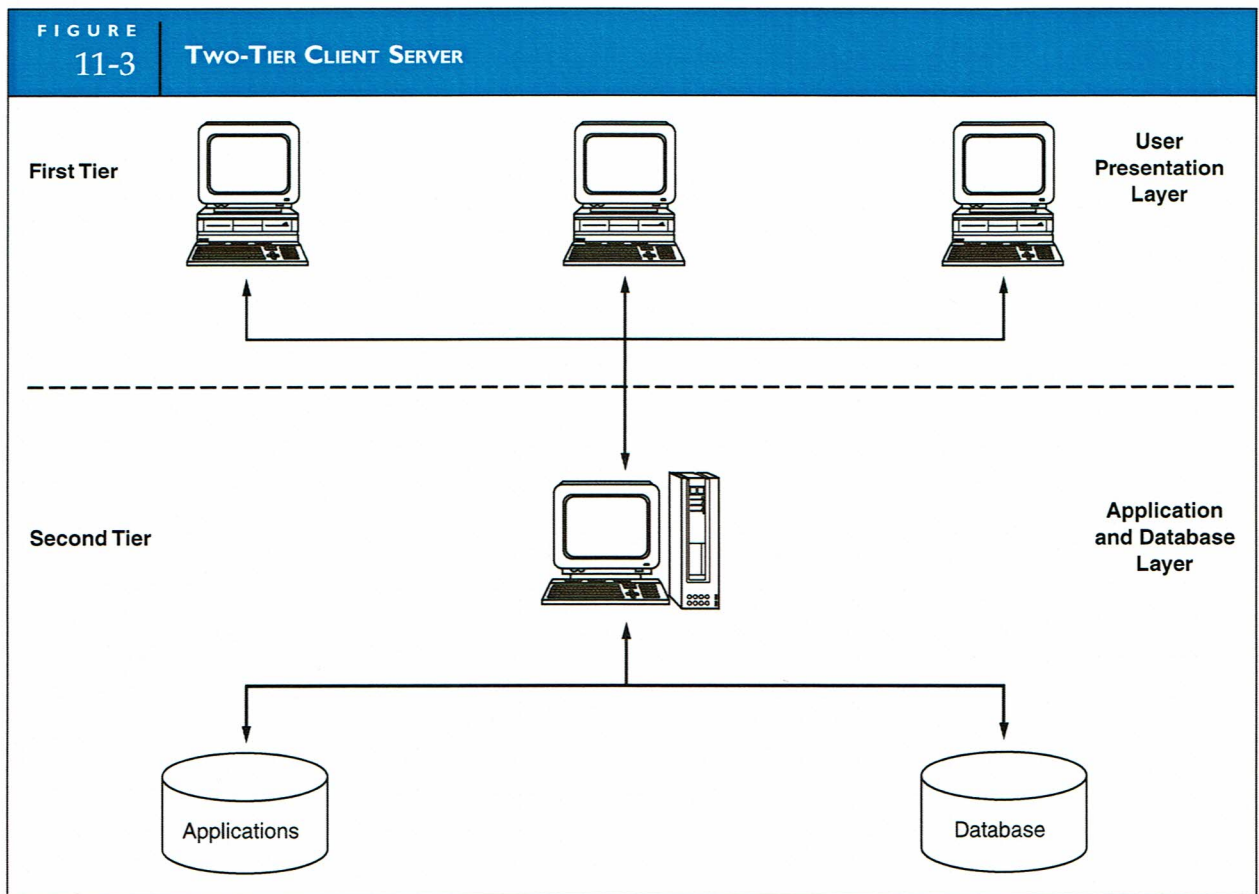 FIGURE
11-3
TWO-TIER CLIENT SERVER
First Tier
User
Presentation
Layer
Second Tier
Application
and Database
Layer
Applications
Database